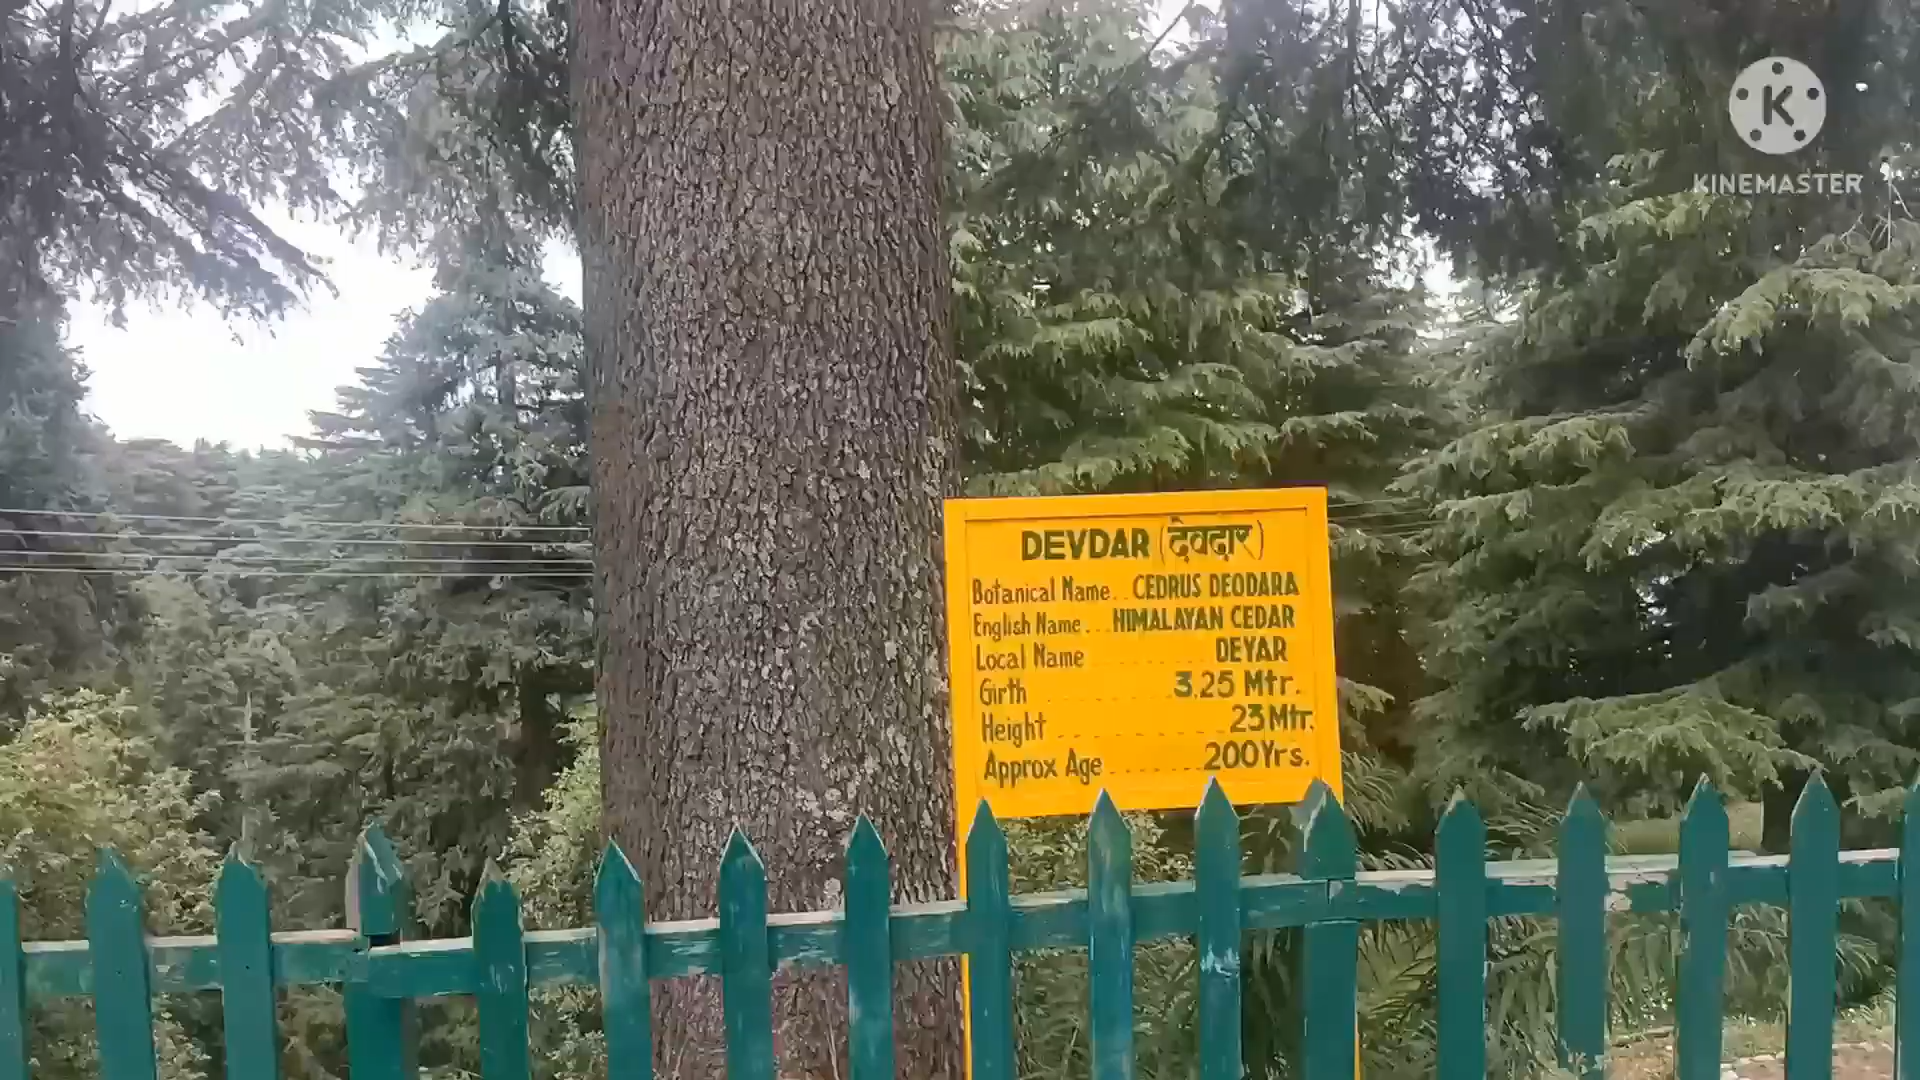 KINEMASTER
DEVDAR (देवदार)
Botanical Name.. CEDRUS DEODARA
English Name... HIMALAYAN CEDAR
Local Name ........... DEYAR
Girth ............ 3.25 Mtr.
Height ............ 23 Mtr.
Approx Age ........ 200 Yrs.